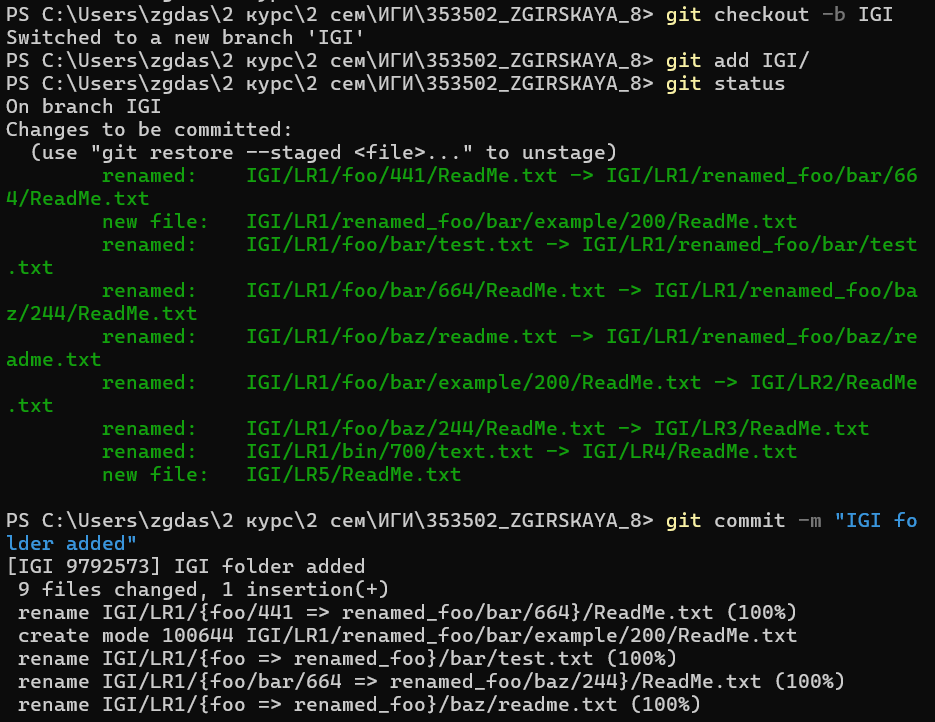 PS C:\Users\zgdas\2 курс\2 сем\ИГИ\353502_ZGIRSKAYA_8> git checkout -b IGI
Switched to a new branch 'IGI'
PS C:\Users\zgdas\2 курс\2 сем\ИГИ\353502_ZGIRSKAYA_8> git add IGI/
PS C:\Users\zgdas\2 курс\2 сем\ИГИ\353502_ZGIRSKAYA_8> git status
On branch IGI
Changes to be committed:
  (use "git restore --staged <file>..." to unstage)
        renamed:    IGI/LR1/foo/441/ReadMe.txt -> IGI/LR1/renamed_foo/bar/66
4/ReadMe.txt
        new file:   IGI/LR1/renamed_foo/bar/example/200/ReadMe.txt
        renamed:    IGI/LR1/foo/bar/test.txt -> IGI/LR1/renamed_foo/bar/test
.txt
        renamed:    IGI/LR1/foo/bar/664/ReadMe.txt -> IGI/LR1/renamed_foo/ba
z/244/ReadMe.txt
        renamed:    IGI/LR1/foo/baz/readme.txt -> IGI/LR1/renamed_foo/baz/re
adme.txt
        renamed:    IGI/LR1/foo/bar/example/200/ReadMe.txt -> IGI/LR2/ReadMe
.txt
        renamed:    IGI/LR1/foo/baz/244/ReadMe.txt -> IGI/LR3/ReadMe.txt
        renamed:    IGI/LR1/bin/700/text.txt -> IGI/LR4/ReadMe.txt
        new file:   IGI/LR5/ReadMe.txt
PS C:\Users\zgdas\2 курс\2 сем\ИГИ\353502_ZGIRSKAYA_8> git commit -m "IGI fo
lder added"
[IGI 9792573] IGI folder added
 9 files changed, 1 insertion(+)
 rename IGI/LR1/{foo/441 => renamed_foo/bar/664}/ReadMe.txt (100%)
 create mode 100644 IGI/LR1/renamed_foo/bar/example/200/ReadMe.txt
 rename IGI/LR1/{foo => renamed_foo}/bar/test.txt (100%)
 rename IGI/LR1/{foo/bar/664 => renamed_foo/baz/244}/ReadMe.txt (100%)
 rename IGI/LR1/{foo => renamed_foo}/baz/readme.txt (100%)